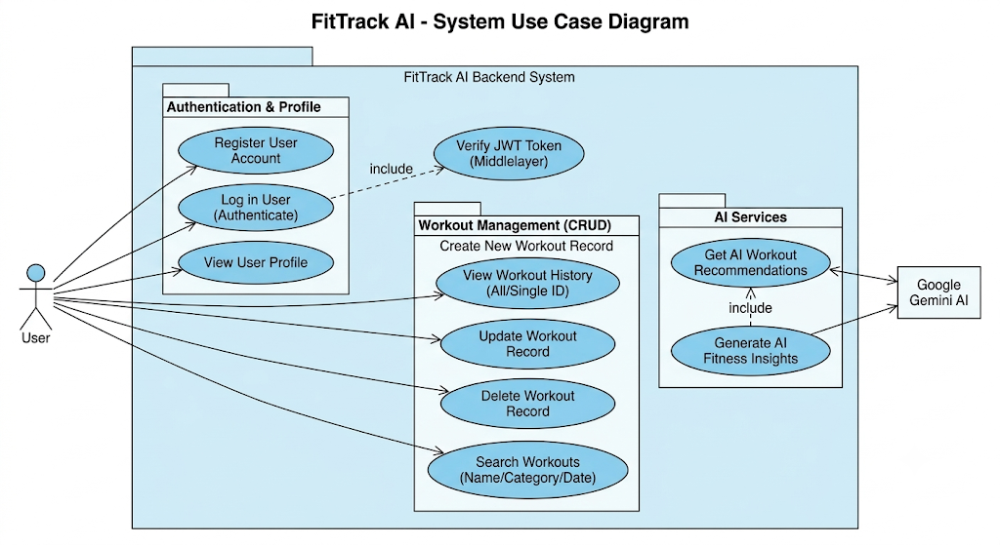 FitTrack AI - System Use Case Diagram
FitTrack AI Backend System
Authentication & Profile
Register User
Account
Log in User
(Authenticate)
View User Profile
include
Verify JWT Token
(Middlelayer)
Workout Management (CRUD)
Create New Workout Record
View Workout History
(All/Single ID)
Update Workout
Record
Delete Workout
Record
Search Workouts
(Name/Category/Date)
AI Services
Get AI Workout
Recommendations
include
Generate AI
Fitness Insights
Google
Gemini AI
User